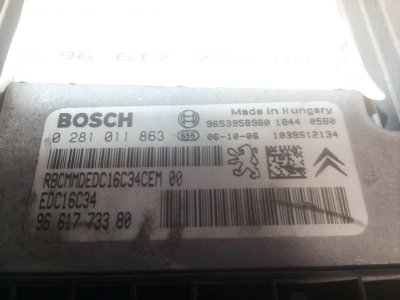 96 617 733 80
BOSCH
Made in Hungary
9653958980 1844 0580
0 281 011 863
658
06-10-06
1039S12134
RBCMMDEDC16C34CEM 00
EDC16C34
96 617 733 80